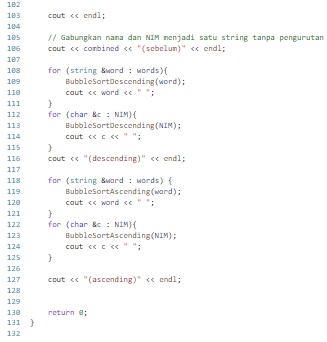 102
103 cout << endl;
104
105 // Gabungkan nama dan NIM menjadi satu string tanpa pengurutan
106 cout << combined << "(sebelum)" << endl;
107
108 for (string &word : words){
109 BubbleSortDescending(word);
110 cout << word << " ";
111 }
112 for (char &c : NIM){
113 BubbleSortDescending(NIM);
114 cout << c << " ";
115 }
116 cout << "(descending)" << endl;
117
118 for (string &word : words) {
119 BubbleSortAscending(word);
120 cout << word << " ";
121 }
122 for (char &c : NIM){
123 BubbleSortAscending(NIM);
124 cout << c << " ";
125 }
126
127 cout << "(ascending)" << endl;
128
129
130 return 0;
131 }
132